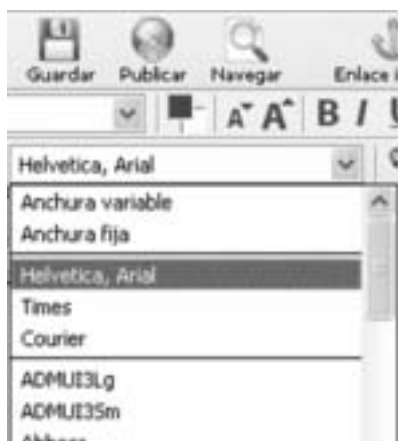 Guardar Publicar Navegar Enlace
A A B I U
Helvetica, Arial
Anchura variable
Anchura fija
Helvetica, Arial
Times
Courier
ADMUI3Lg
ADMUI3Sm